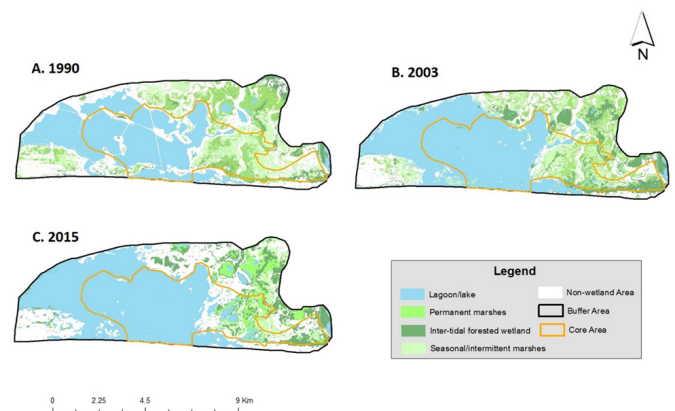 N
A. 1990
B. 2003
C. 2015
Legend
Lagoon/lake
Non-wetland Area
Permanent marshes
Buffer Area
Inter-tidal forested wetland
Core Area
Seasonal/intermittent marshes
0 2.25 4.5 9 Km